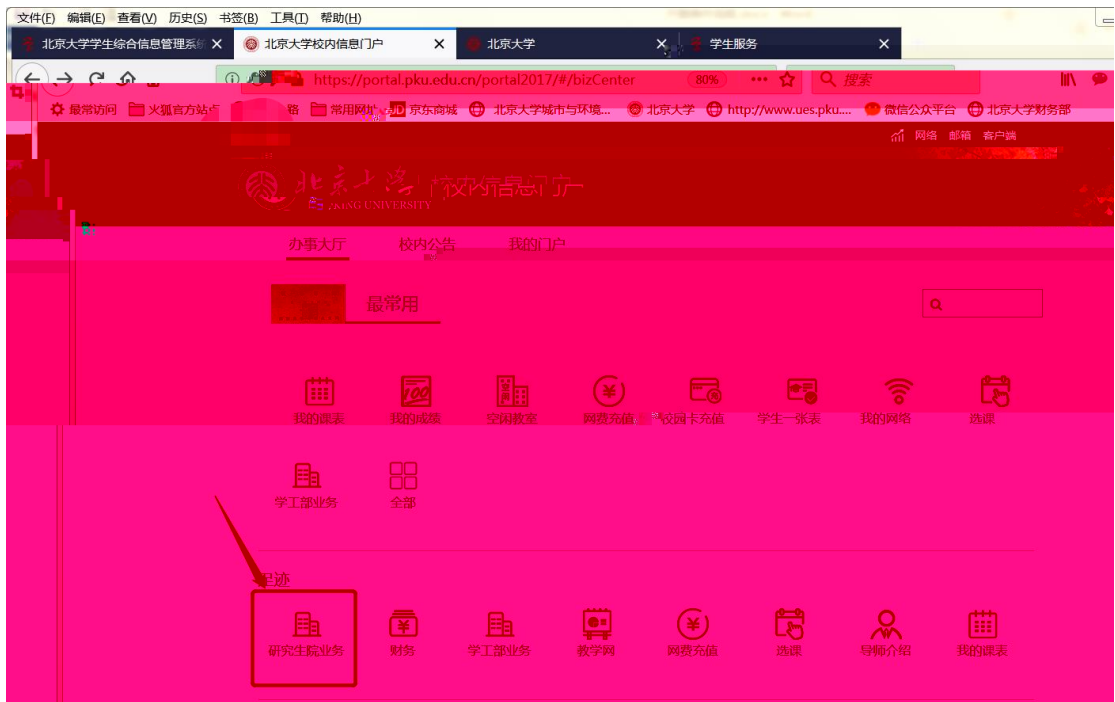 文件(F) 编辑(E) 查看(V) 历史(S) 书签(B) 工具(T) 帮助(H)
北京大学学生综合信息管理系统 北京大学校内信息门户 北京大学 学生服务
https://portal.pku.edu.cn/portal2017/#/bizCenter 80% 搜索
最常访问 火狐官方站点 常用网址 JD 京东商城 北京大学城市与环境... 北京大学 http://www.ues.pku.... 微信公众平台 北京大学财务部
网络 邮箱 客户端
北京大学 校内信息门户
UNIVERSITY
办事大厅 校内公告 我的门户
最常用
我的课表 我的成绩 空闲教室 网费充值 校园卡充值 学生一张表 我的网络 选课
学工部业务 全部
足迹
研究生院业务 财务 学工部业务 教学网 网费充值 选课 导师介绍 我的课表